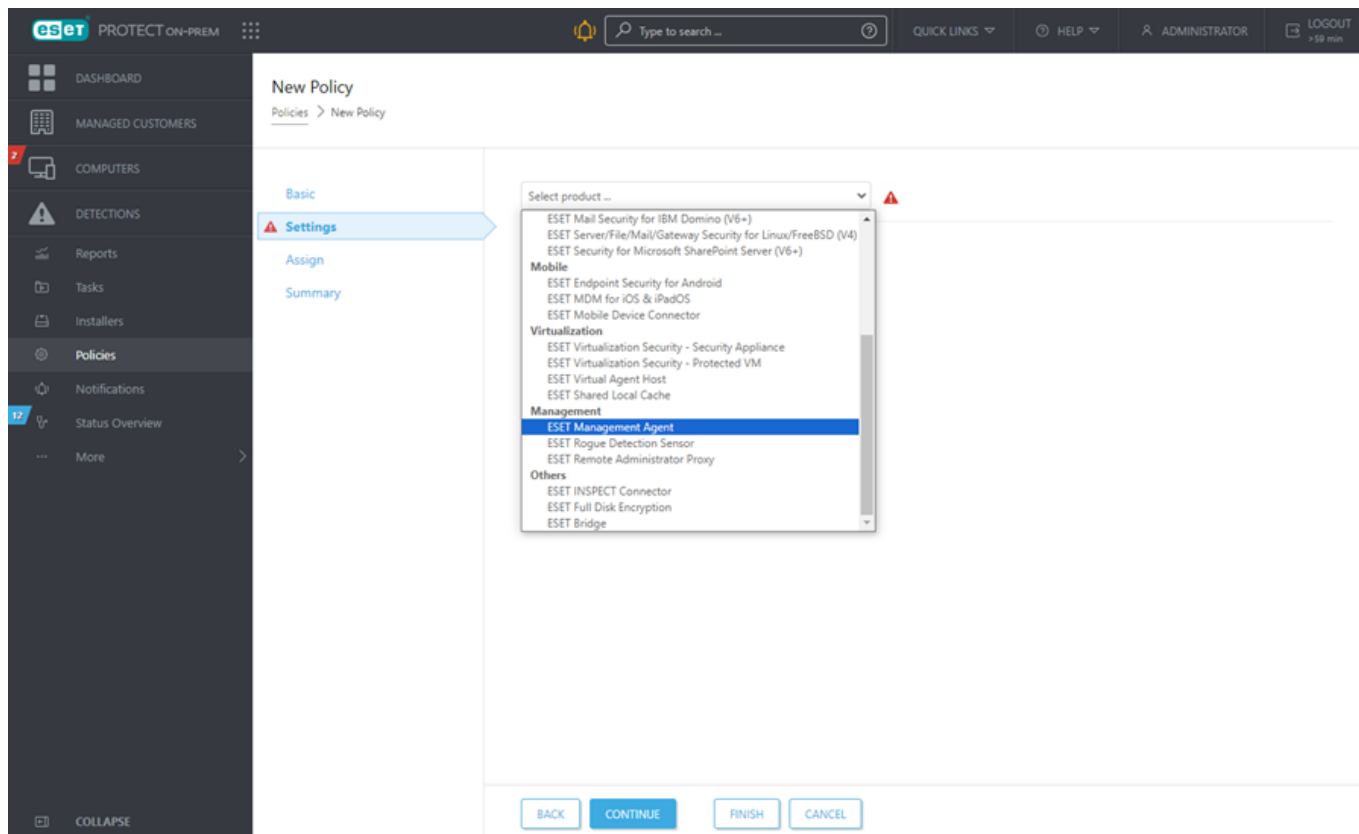 eset PROTECT ON-PREM
Type to search ...
QUICK LINKS
HELP
ADMINISTRATOR
LOGOUT
>59 min
DASHBOARD
MANAGED CUSTOMERS
2
COMPUTERS
DETECTIONS
Reports
Tasks
Installers
Policies
Notifications
12
Status Overview
More
COLLAPSE
New Policy
Policies > New Policy
Basic
Settings
Assign
Summary
Select product ...
ESET Mail Security for IBM Domino (V6+)
ESET Server/File/Mail/Gateway Security for Linux/FreeBSD (V4)
ESET Security for Microsoft SharePoint Server (V6+)
Mobile
ESET Endpoint Security for Android
ESET MDM for iOS & iPadOS
ESET Mobile Device Connector
Virtualization
ESET Virtualization Security - Security Appliance
ESET Virtualization Security - Protected VM
ESET Virtual Agent Host
ESET Shared Local Cache
Management
ESET Management Agent
ESET Rogue Detection Sensor
ESET Remote Administrator Proxy
Others
ESET INSPECT Connector
ESET Full Disk Encryption
ESET Bridge
BACK
CONTINUE
FINISH
CANCEL